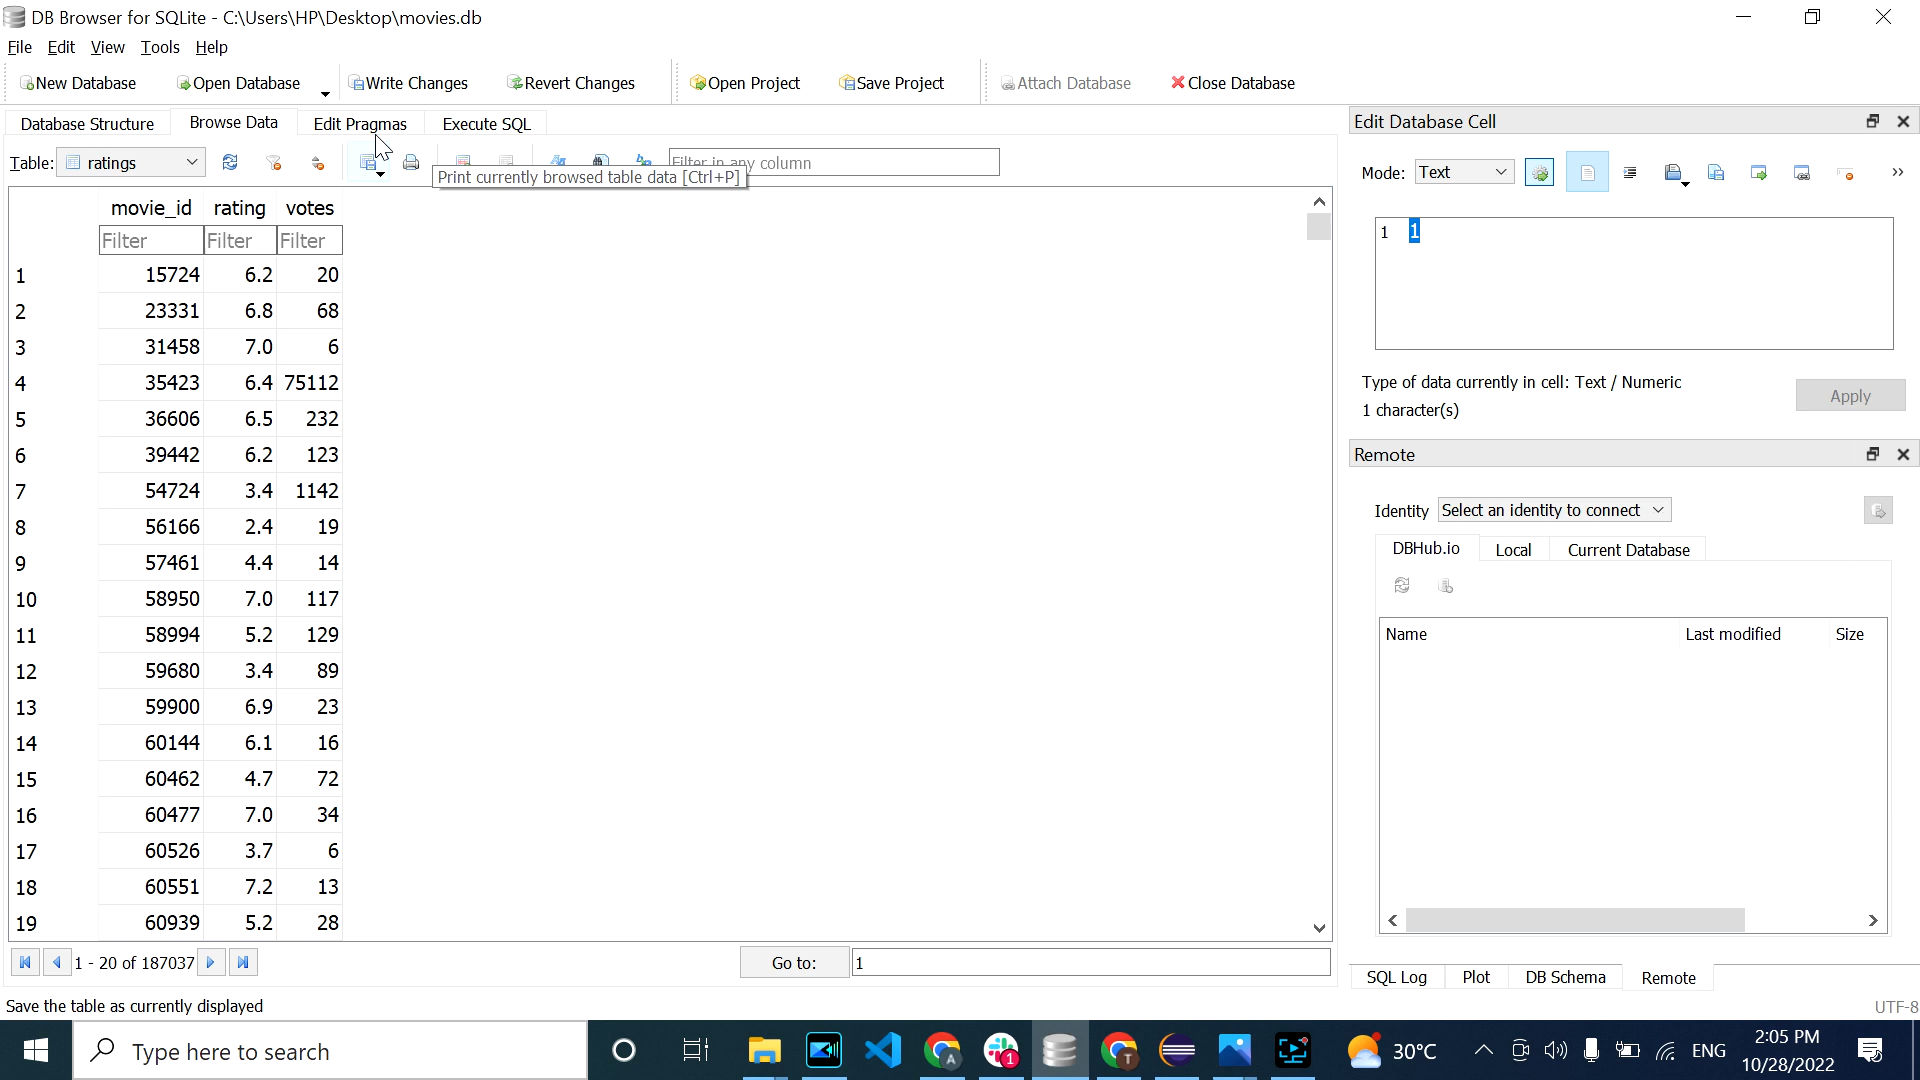 DB Browser for SQLite - C:\Users\HP\Desktop\movies.db
File Edit View Tools Help
New Database Open Database Write Changes Revert Changes Open Project Save Project Attach Database Close Database
Database Structure Browse Data Edit Pragmas Execute SQL
Edit Database Cell
Table: ratings Filter in any column
Print currently browsed table data [Ctrl+P]
Mode: Text
movie_id rating votes
Filter Filter Filter
1 15724 6.2 20
2 23331 6.8 68
3 31458 7.0 6
4 35423 6.4 75112
5 36606 6.5 232
6 39442 6.2 123
7 54724 3.4 1142
8 56166 2.4 19
9 57461 4.4 14
10 58950 7.0 117
11 58994 5.2 129
12 59680 3.4 89
13 59900 6.9 23
14 60144 6.1 16
15 60462 4.7 72
16 60477 7.0 34
17 60526 3.7 6
18 60551 7.2 13
19 60939 5.2 28
1 - 20 of 187037 Go to: 1
Save the table as currently displayed
1 1
Type of data currently in cell: Text / Numeric
1 character(s)
Apply
Remote
Identity Select an identity to connect
DBHub.io Local Current Database
Name Last modified Size
SQL Log Plot DB Schema Remote
UTF-8
Type here to search
A
1
T
30°C
ENG
2:05 PM
10/28/2022